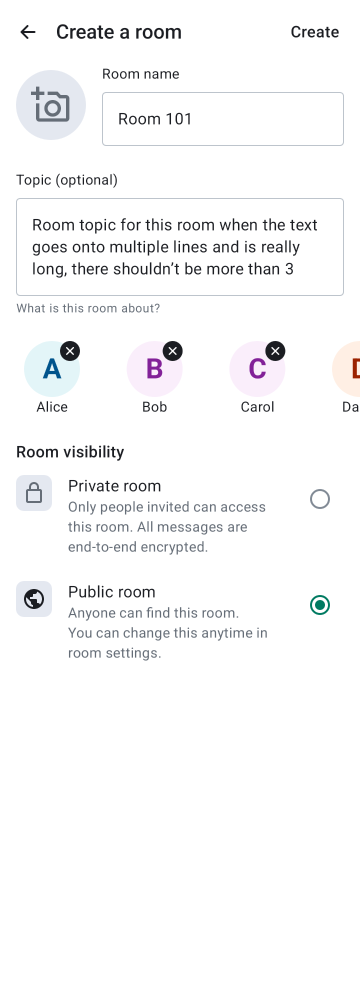 Create a room
Create
Room name
Room 101
Topic (optional)
Room topic for this room when the text
goes onto multiple lines and is really
long, there shouldn’t be more than 3
What is this room about?
A
B
C
Alice
Bob
Carol
Da
Room visibility
Private room
Only people invited can access
this room. All messages are
end-to-end encrypted.
Public room
Anyone can find this room.
You can change this anytime in
room settings.